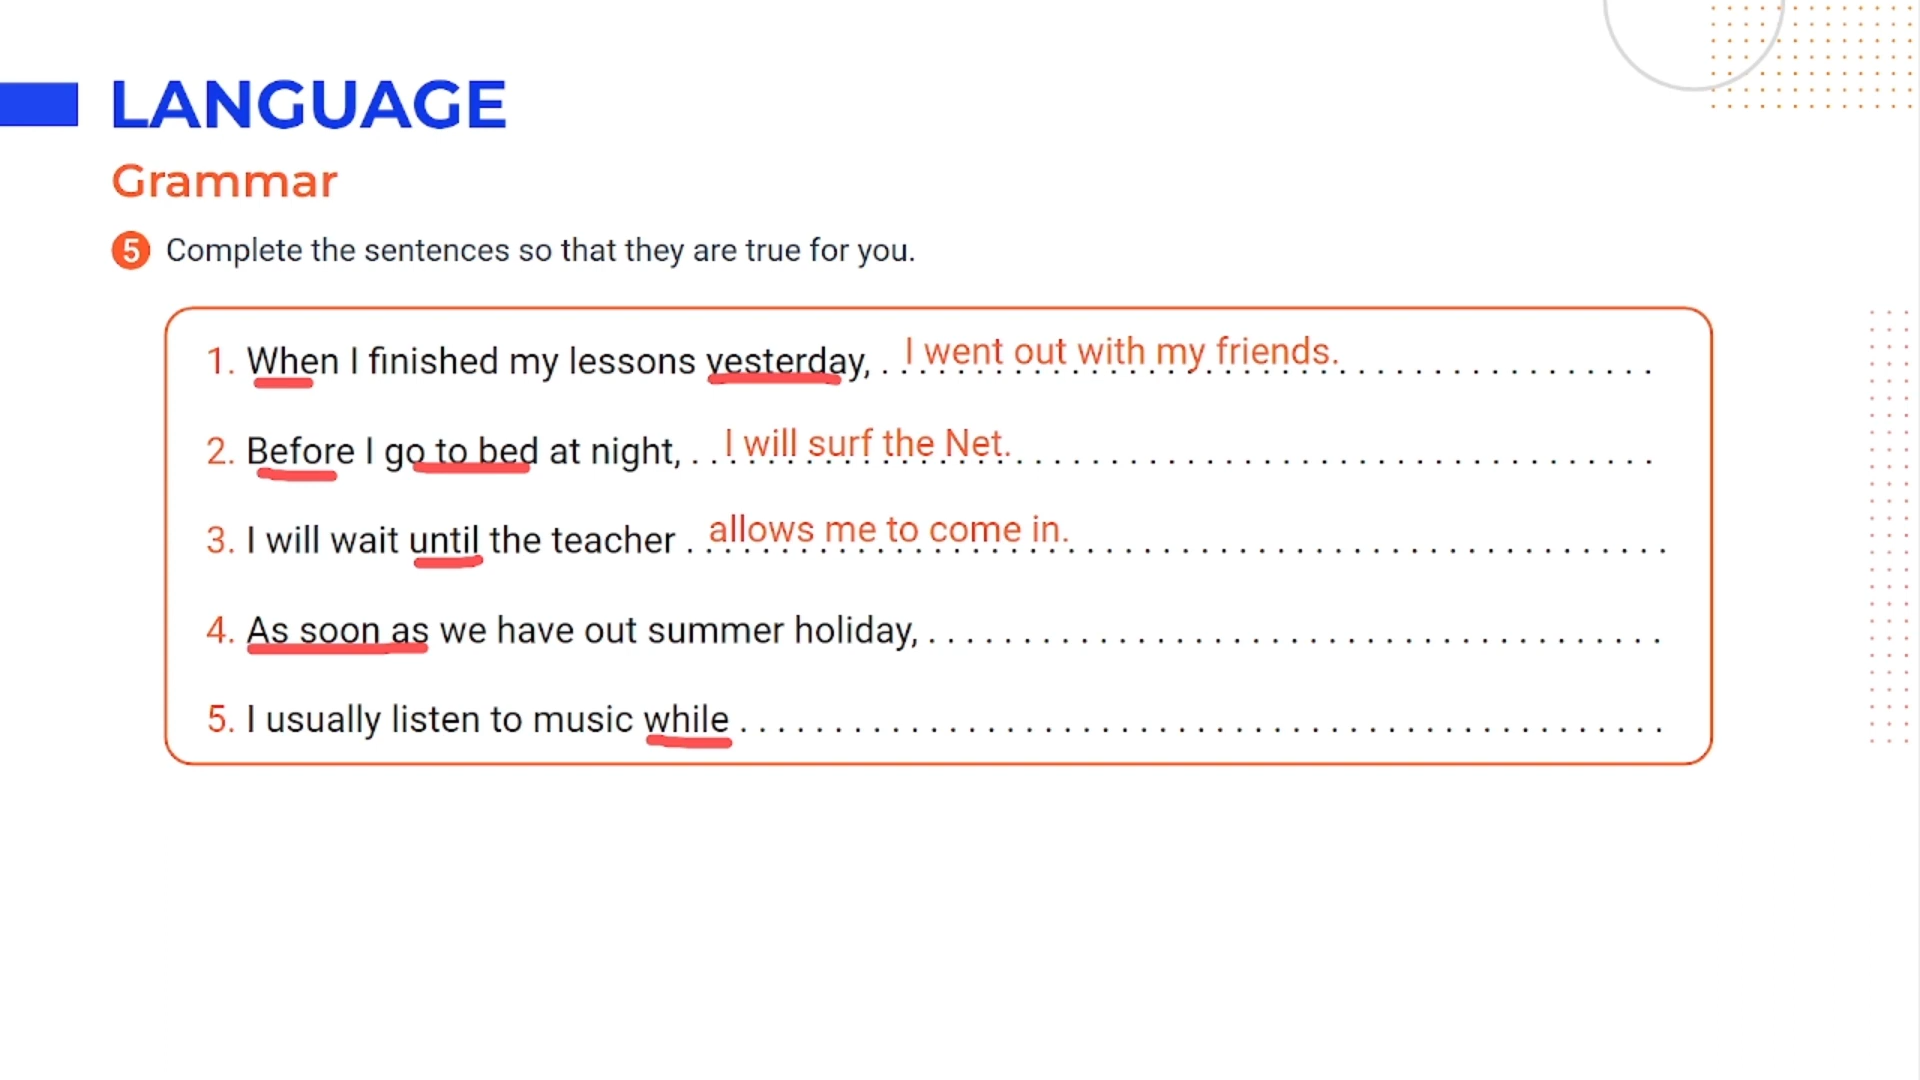 LANGUAGE
Grammar
5 Complete the sentences so that they are true for you.
1. When I finished my lessons yesterday, I went out with my friends.
2. Before I go to bed at night, I will surf the Net.
3. I will wait until the teacher allows me to come in.
4. As soon as we have out summer holiday, . . . . . . . . . . . . . . . . . . . . . . . . . . . . . . . . . . . . .
5. I usually listen to music while . . . . . . . . . . . . . . . . . . . . . . . . . . . . . . . . . . . . . . . . . . . . . . .